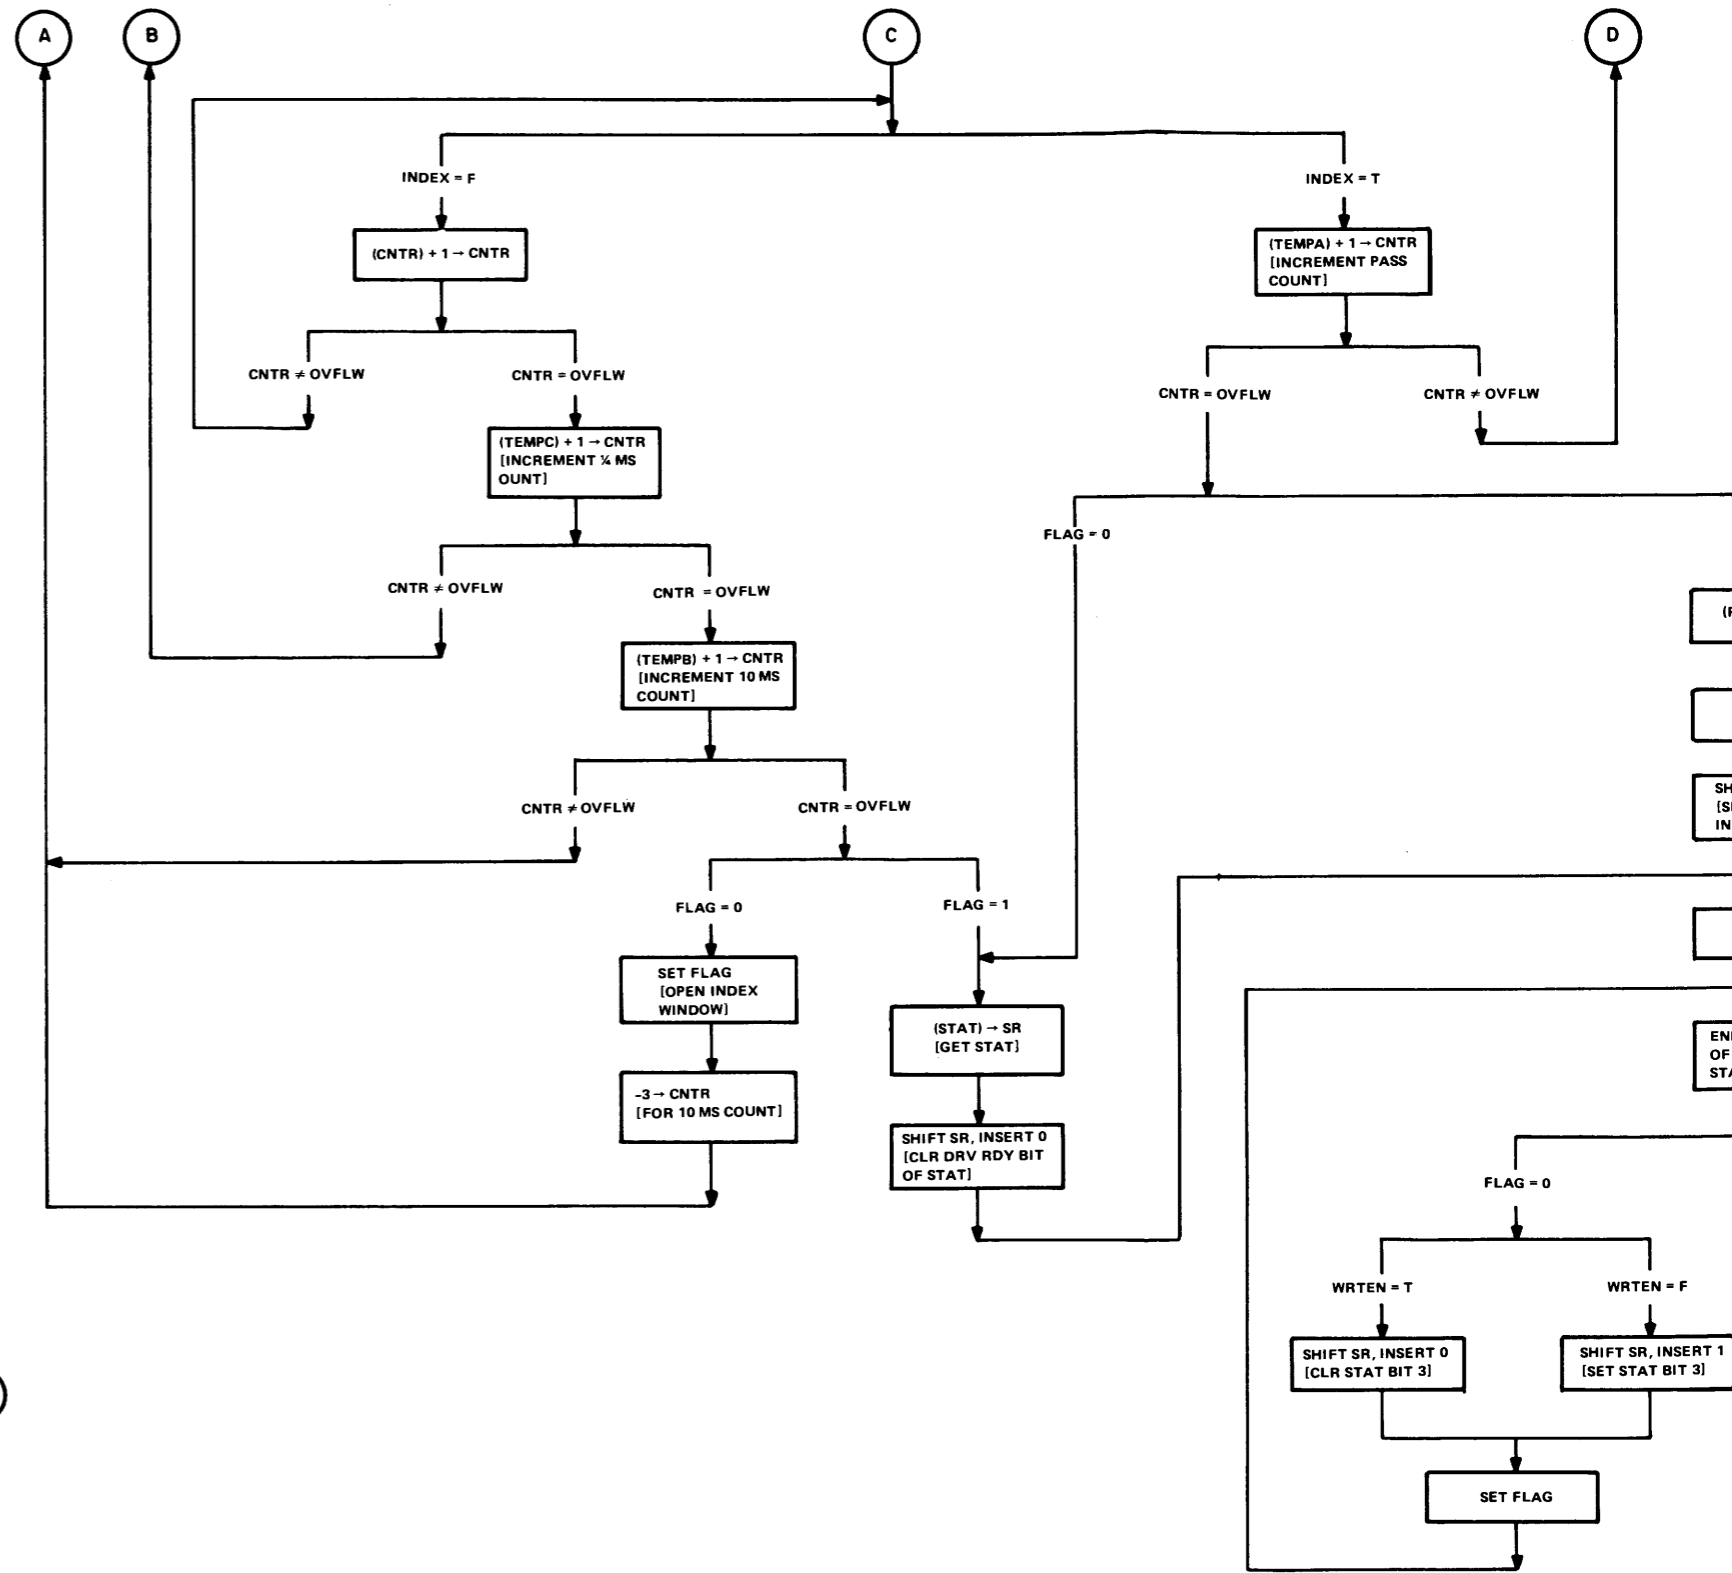 A
B
C
D
INDEX = F
INDEX = T
(CNTR) + 1 → CNTR
(TEMPA) + 1 → CNTR
[INCREMENT PASS
COUNT]
CNTR ≠ OVFLW
CNTR = OVFLW
CNTR = OVFLW
CNTR ≠ OVFLW
(TEMPC) + 1 → CNTR
[INCREMENT ¼ MS
OUNT]
FLAG = 0
CNTR ≠ OVFLW
CNTR = OVFLW
(TEMPB) + 1 → CNTR
[INCREMENT 10 MS
COUNT]
CNTR ≠ OVFLW
CNTR = OVFLW
SH
IN
FLAG = 0
FLAG = 1
SET FLAG
[OPEN INDEX
WINDOW]
(STAT) → SR
[GET STAT]
OF
-3 → CNTR
[FOR 10 MS COUNT]
SHIFT SR, INSERT 0
[CLR DRV RDY BIT
OF STAT]
FLAG = 0
WRTEN = T
WRTEN = F
SHIFT SR, INSERT 0
[CLR STAT BIT 3]
SHIFT SR, INSERT 1
[SET STAT BIT 3]
SET FLAG